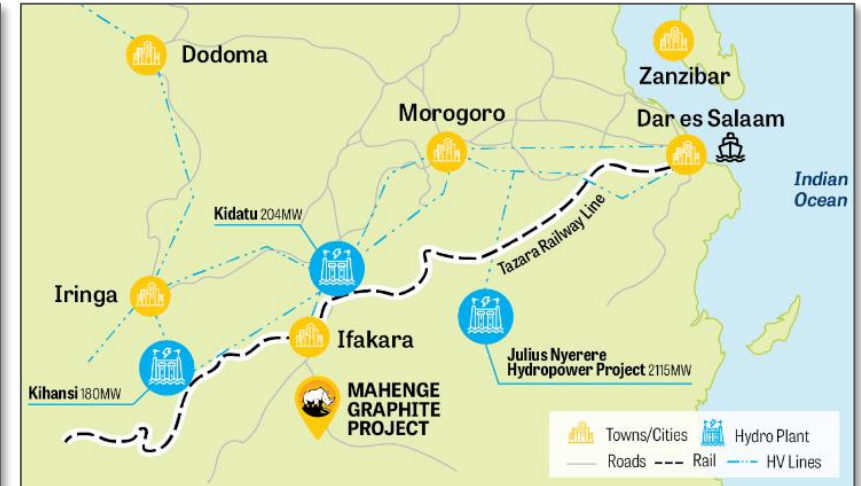 Dodoma
Zanzibar
Morogoro
Dar es Salaam
Indian
Ocean
Kidatu 204MW
Tazara Railway Line
Iringa
Ifakara
Julius Nyerere
Hydropower Project 2115MW
Kihansi 180MW
MAHENGE
GRAPHITE
PROJECT
Towns/Cities
Hydro Plant
Roads
Rail
HV Lines